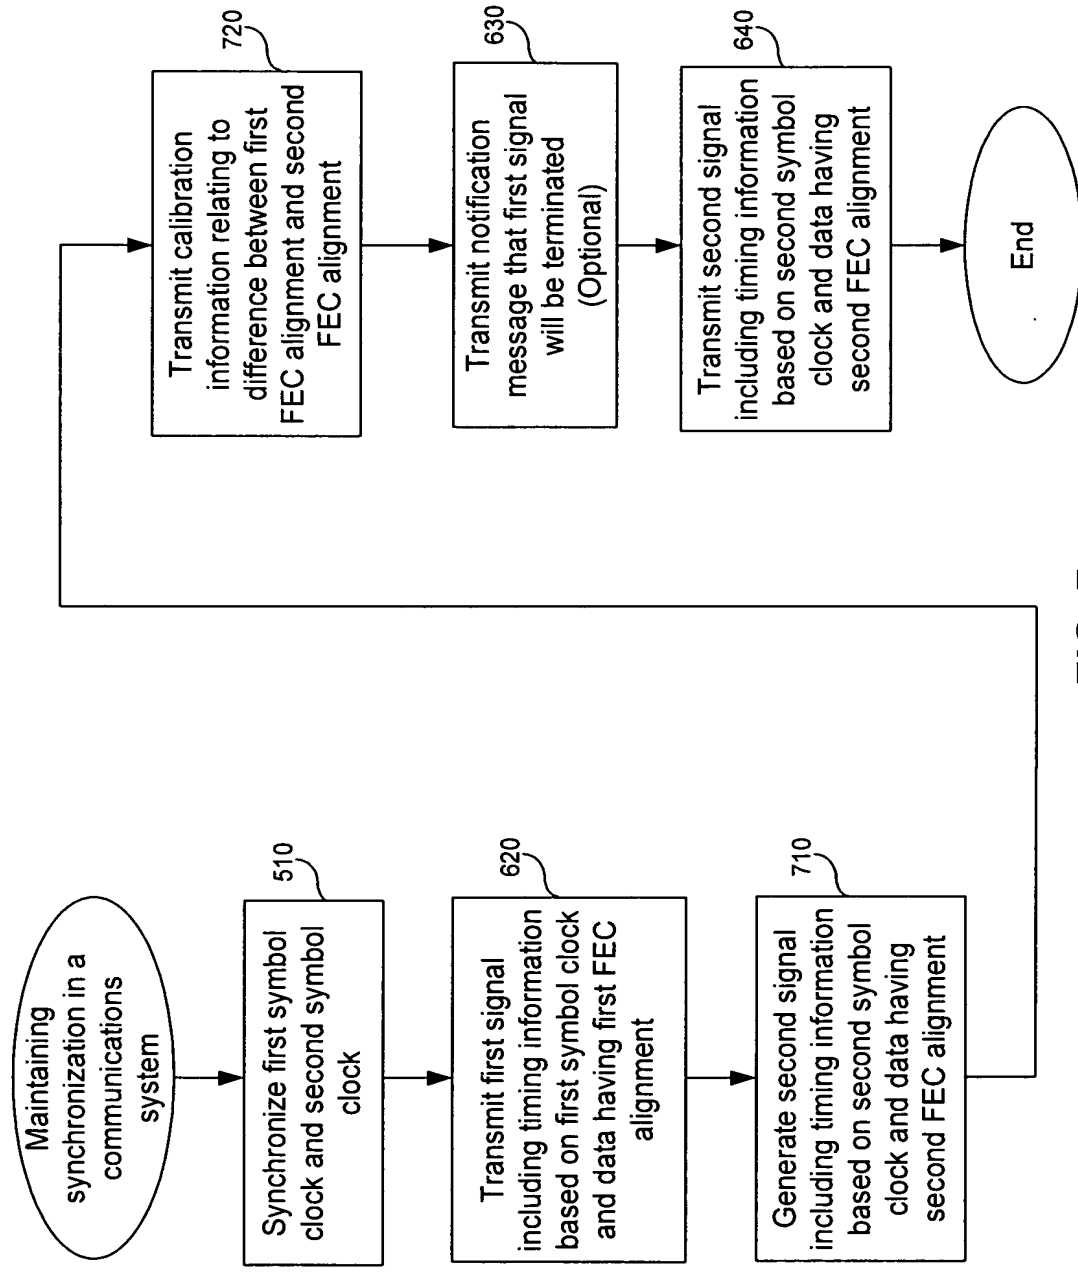 Maintaining
synchronization in a
communications
system
510
Synchronize first symbol
clock and second symbol
clock
620
Transmit first signal
including timing information
based on first symbol clock
and data having first FEC
alignment
710
Generate second signal
including timing information
based on second symbol
clock and data having
second FEC alignment
720
Transmit calibration
information relating to
difference between first
FEC alignment and second
FEC alignment
630
Transmit notification
message that first signal
will be terminated
(Optional)
640
Transmit second signal
including timing information
based on second symbol
clock and data having
second FEC alignment
End